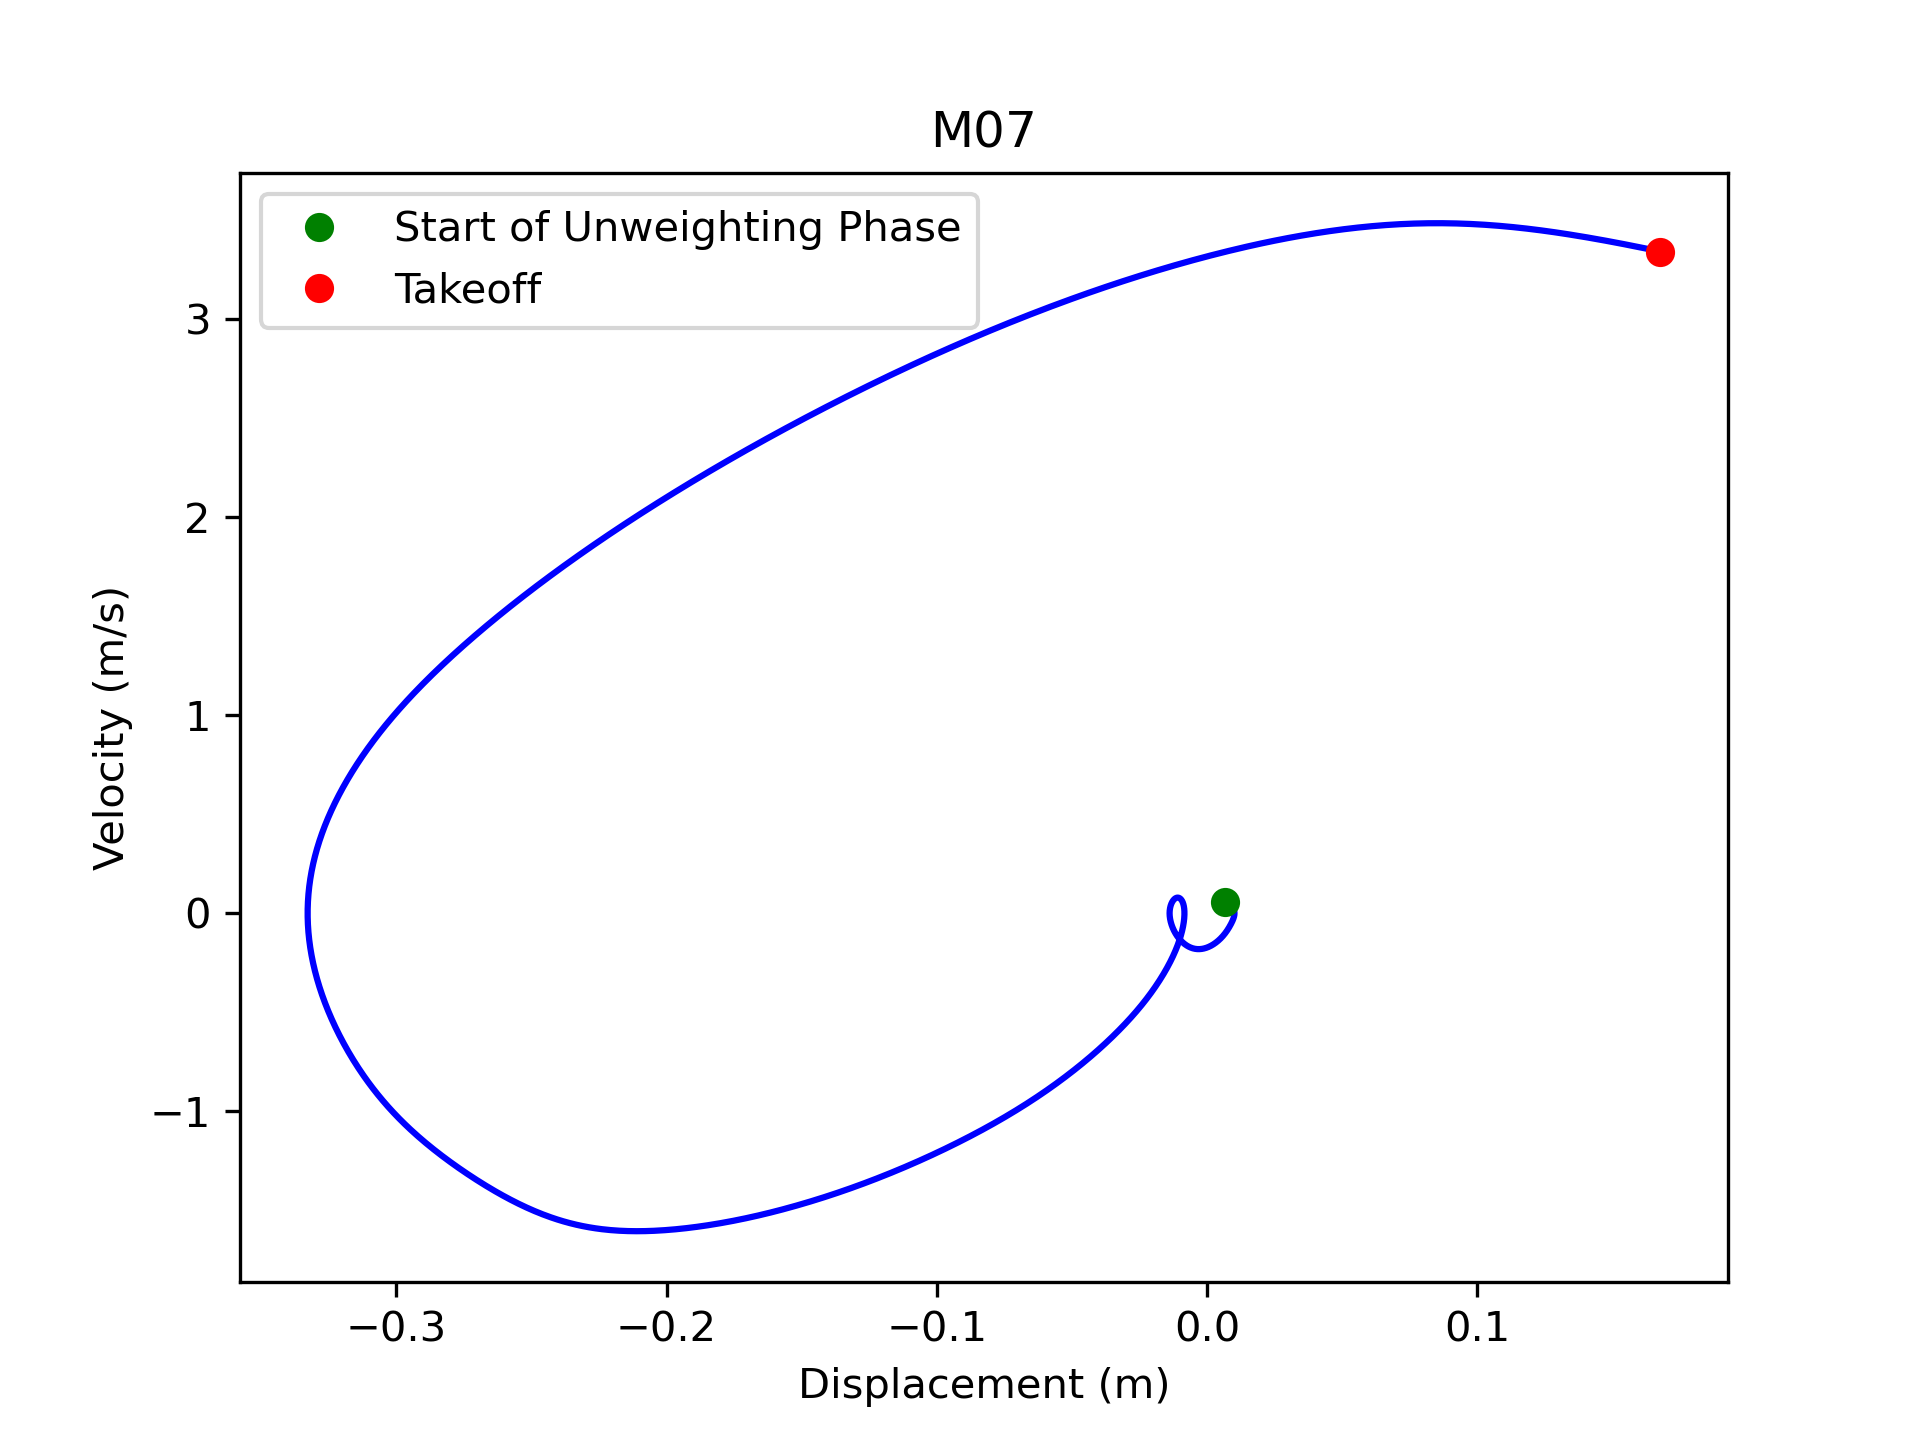 M07
Start of Unweighting Phase
Takeoff
3
2
1
0
−1
Velocity (m/s)
−0.3 −0.2 −0.1 0.0 0.1
Displacement (m)